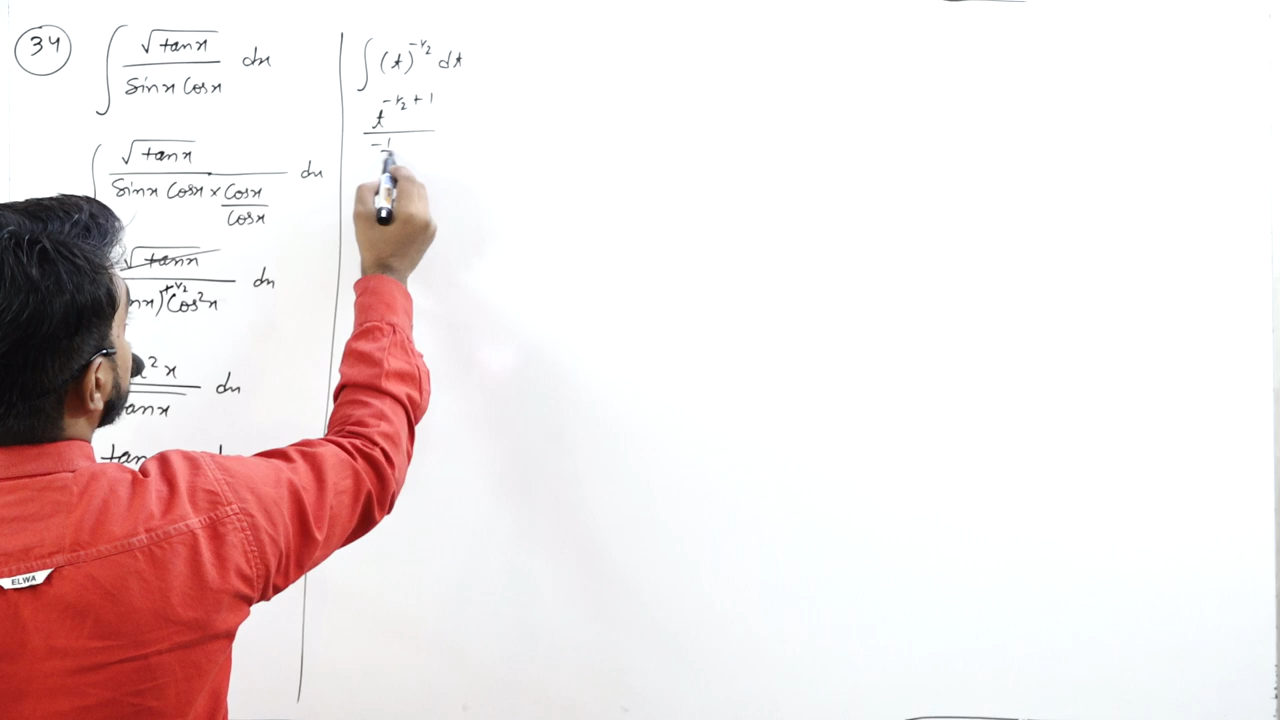 34
∫ √tanx / Sinx Cosx dx
∫ √tanx / Sinx Cosx × Cosx / Cosx dx
√tanx / nx)^+1/2 Cos²x dx
²x / anx dx
tan
∫ (t)^-1/2 dt
t^-1/2 + 1 / -1
ELWA